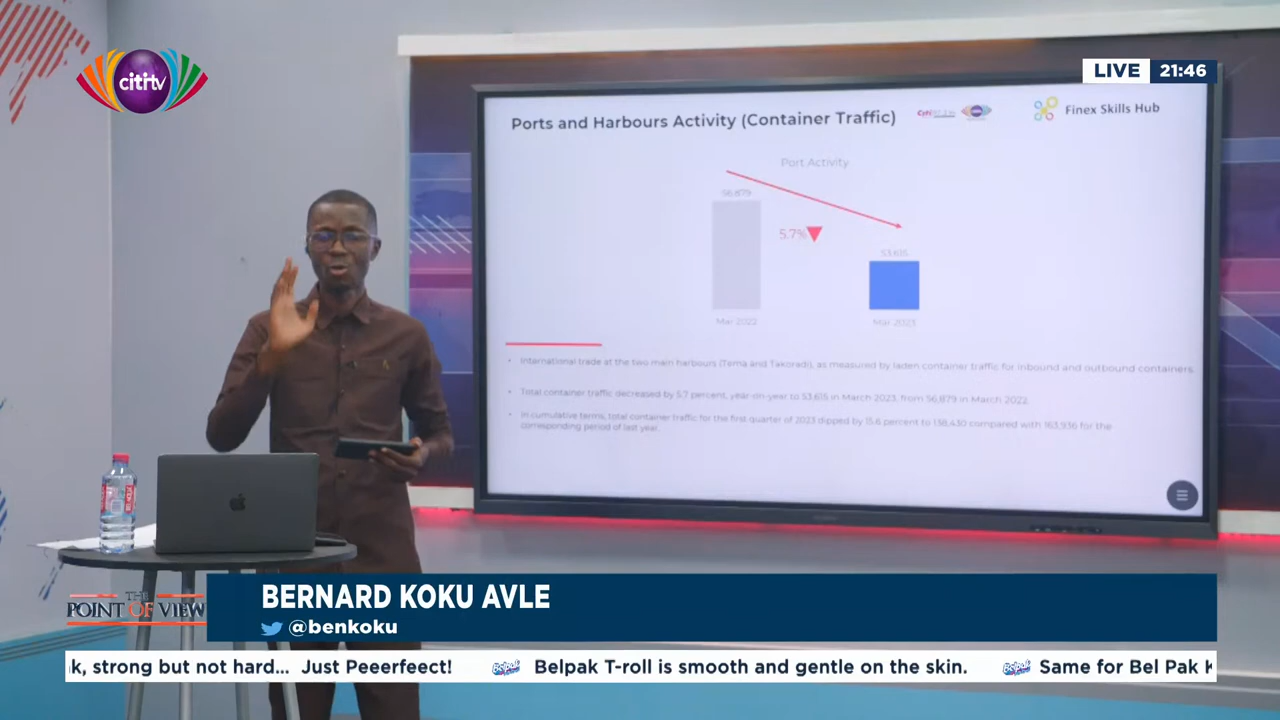 cititv
LIVE 21:46
Ports and Harbours Activity (Container Traffic)
Finex Skills Hub
Port Activity
56,879
5.7%
53,615
Mar 2022
Mar 2023
• International trade at the two main harbours (Tema and Takoradi), as measured by laden container traffic for inbound and outbound containers.
• Total container traffic decreased by 5.7 percent, year-on-year to 53,615 in March 2023, from 56,879 in March 2022.
• In cumulative terms, total container traffic for the first quarter of 2023 dipped by 15.6 percent to 138,430 compared with 163,936 for the
corresponding period of last year.
THE
POINT OF VIEW
BERNARD KOKU AVLE
@benkoku
k, strong but not hard... Just Peeerfeect! Belpak T-roll is smooth and gentle on the skin. Same for Bel Pak K